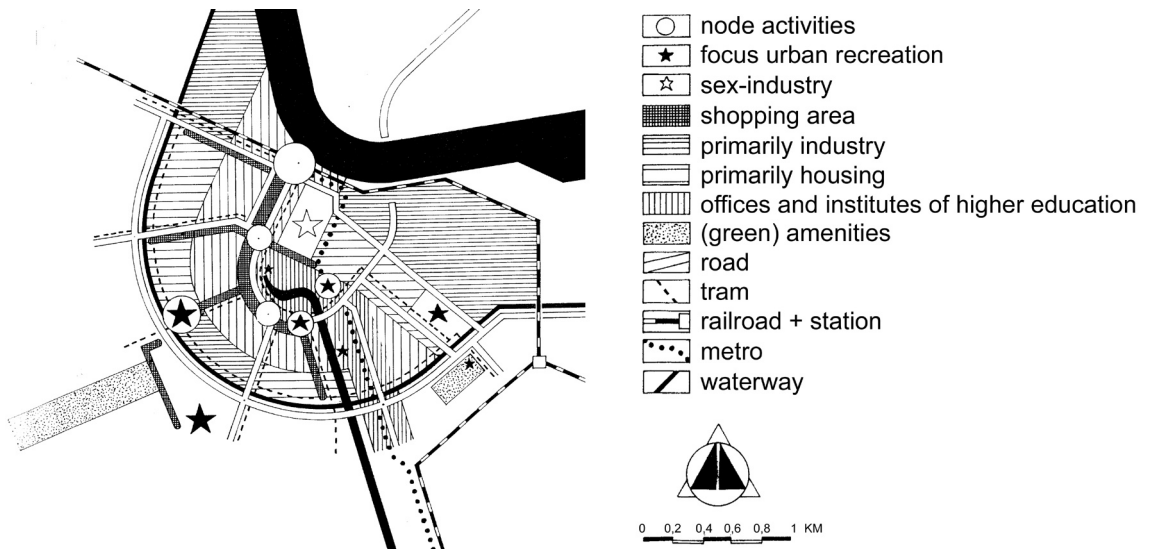 node activities
focus urban recreation
sex-industry
shopping area
primarily industry
primarily housing
offices and institutes of higher education
(green) amenities
road
tram
railroad + station
metro
waterway
0 0,2 0,4 0,6 0,8 1 KM